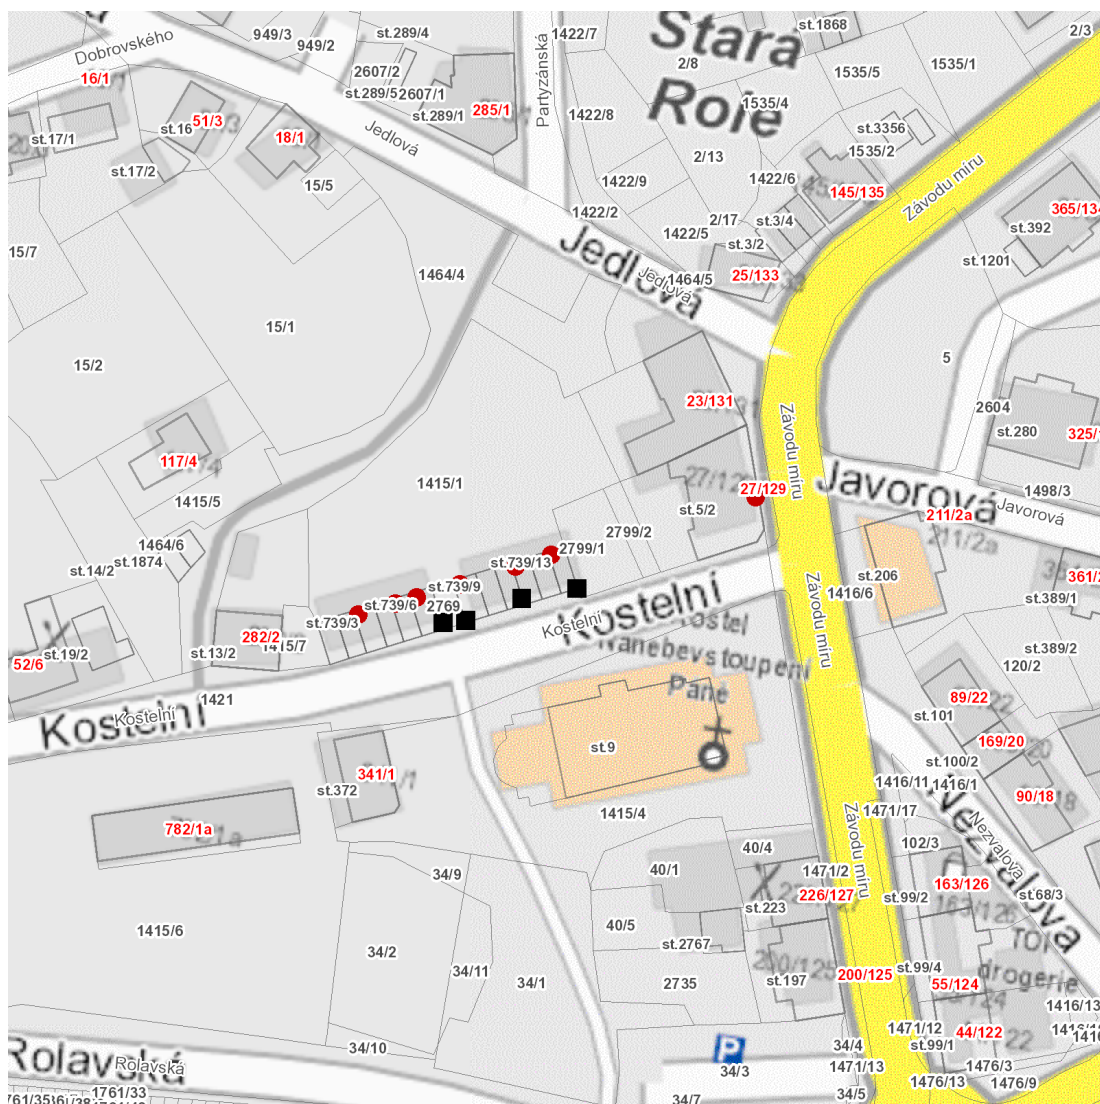 949/3
949/2
st.289/4
1422/7
Stará
Role
st.1868
2/3
Dobrovského
16/1
2607/2
st.289/5
2607/1
st.289/1
285/1
Partyzánská
2/8
1535/5
1535/1
1535/4
1422/8
st.17/1
st.16
51/3
18/1
Jedlová
st.3356
1535/2
2/13
st.17/2
15/5
1422/9
1422/6
145/135
Závodu míru
1422/2
2/17
st.3/4
1422/5
st.3/2
365/134
st.392
15/7
1464/4
Jedlová
1464/5
Jedlová
25/133
st.1201
15/1
15/2
5
23/131
2604
st.280
325/
117/4
1415/5
1415/1
27/129
st.5/2
Závodu míru
Javorová
1498/3
Javorová
211/2a
211/2a
1464/6
st.1874
st.14/2
2799/2
2799/1
st.739/13
st.739/9
st.739/6
2769
st.739/3
st.206
1416/6
361/2
st.389/1
st.389/2
120/2
Závodu míru
Kostelní
Kostelní
282/2
1415/7
st.13/2
st.19/2
52/6
Nanebevstoupení
Páně
89/22
st.101
169/20
1421
Kostelní
Kostelní
st.9
341/1
st.372
st.100/2
1416/11
1416/1
90/18
782/1a
1415/4
1471/17
Nezvalova
Nezvalova
Závodu míru
102/3
40/4
40/1
34/9
1471/2
226/127
st.223
st.99/2
163/126
163/126
st.68/3
1415/6
40/5
st.2767
34/2
34/11
34/1
2735
200/125
st.197
200/125
st.99/4
55/124
drogerie
1416/13
Rolavská
Rolavská
34/10
P
34/3
34/4
1471/13
34/5
34/7
1471/12
st.99/1
44/122
1476/3
1476/13
1476/9
1761/33